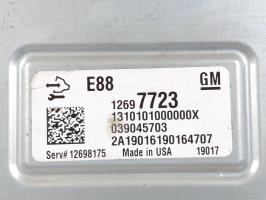 E88
GM
1269 7723
1310101000000X
039045703
2A19016190164707
Serv# 12698175 Made in USA 19017